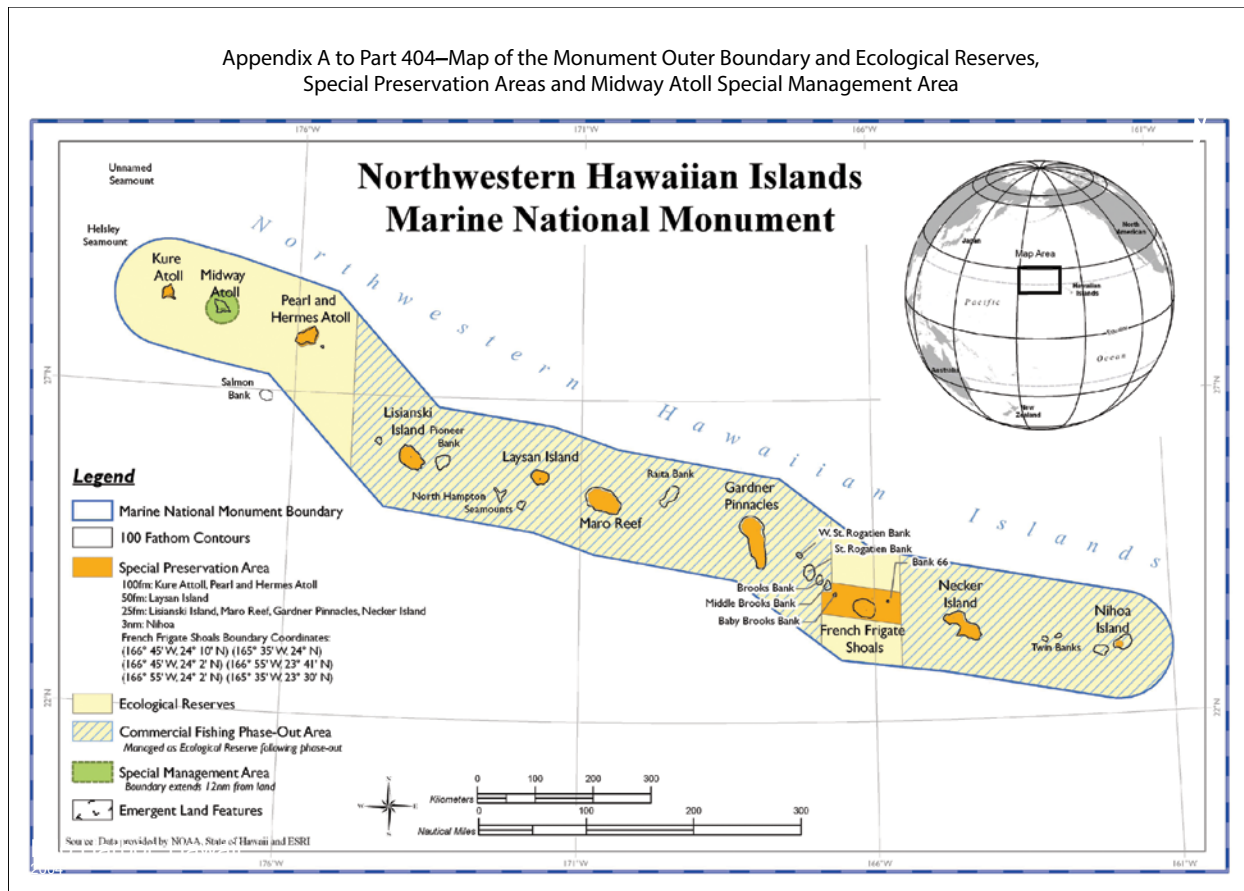 Appendix A to Part 404—Map of the Monument Outer Boundary and Ecological Reserves,
Special Preservation Areas and Midway Atoll Special Management Area
176°W
171°W
166°W
161°W
Unnamed
Seamount
Northwestern Hawaiian Islands
Marine National Monument
Helsley
Seamount
Kure
Atoll
Midway
Atoll
Pearl and
Hermes Atoll
Northwestern Hawaiian Islands
Japan
North
American
Map Area
Hawaiian
Islands
Pacific
Equator
Ocean
Australia
New
Zealand
27°N
27°N
Salmon
Bank
Lisianski
Island
Pioneer
Bank
Laysan Island
North Hampton
Seamounts
Maro Reef
Raita Bank
Gardner
Pinnacles
W. St. Rogatien Bank
St. Rogatien Bank
Bank 66
Brooks Bank
Middle Brooks Bank
Baby Brooks Bank
French Frigate
Shoals
Necker
Island
Nihoa
Island
Twin Banks
22°N
22°N
Legend
Marine National Monument Boundary
100 Fathom Contours
Special Preservation Area
100fm: Kure Attoll, Pearl and Hermes Atoll
50fm: Laysan Island
25fm: Lisianski Island, Maro Reef, Gardner Pinnacles, Necker Island
3nm: Nihoa
French Frigate Shoals Boundary Coordinates:
(166° 45' W, 24° 10' N) (165° 35' W, 24° N)
(166° 45' W, 24° 2' N) (166° 55' W, 23° 41' N)
(166° 55' W, 24° 2' N) (165° 35' W, 23° 30' N)
Ecological Reserves
Commercial Fishing Phase-Out Area
Managed as Ecological Reserve following phase-out
Special Management Area
Boundary extends 12nm from land
Emergent Land Features
N
W
E
S
0 100 200 300
Kilometers
0 100 200 300
Nautical Miles
Source: Data provided by NOAA, State of Hawaii and ESRI
176°W
171°W
166°W
161°W